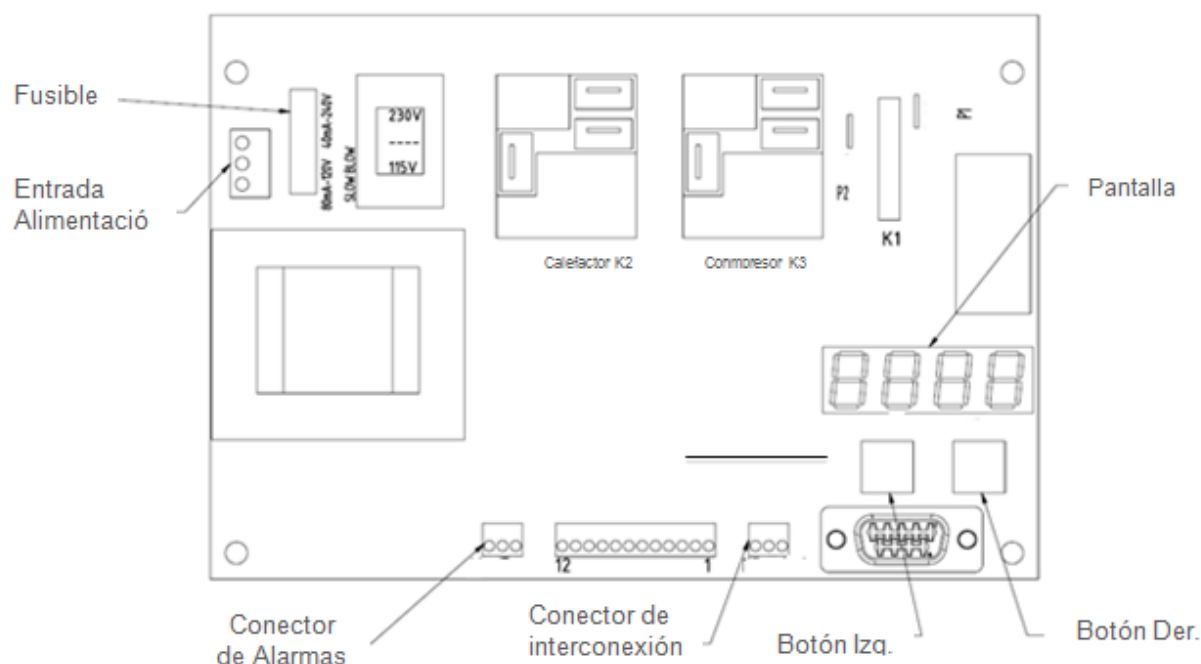 Fusible
Entrada
Alimentació
80mA-120V 40mA-240V
SLOW BLOW
230V
115V
Calefactor K2
Conmpresor K3
P2
K1
P1
Pantalla
12
1
Conector
de Alarmas
Conector de
interconexión
Botón Izq.
Botón Der.